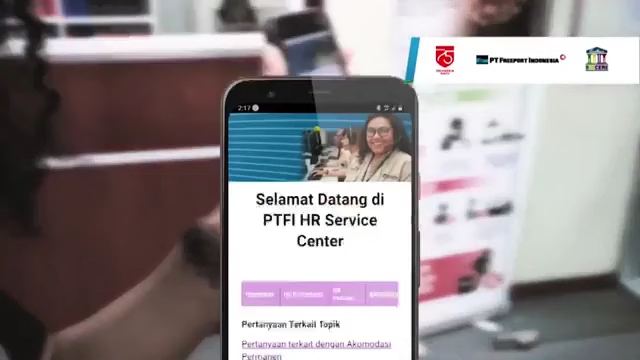 PT FREEPORT INDONESIA
2:17
Selamat Datang di
PTFI HR Service
Center
Pertanyaan Terkait Topik
Pertanyaan terkait dengan Akomodasi
Permanen